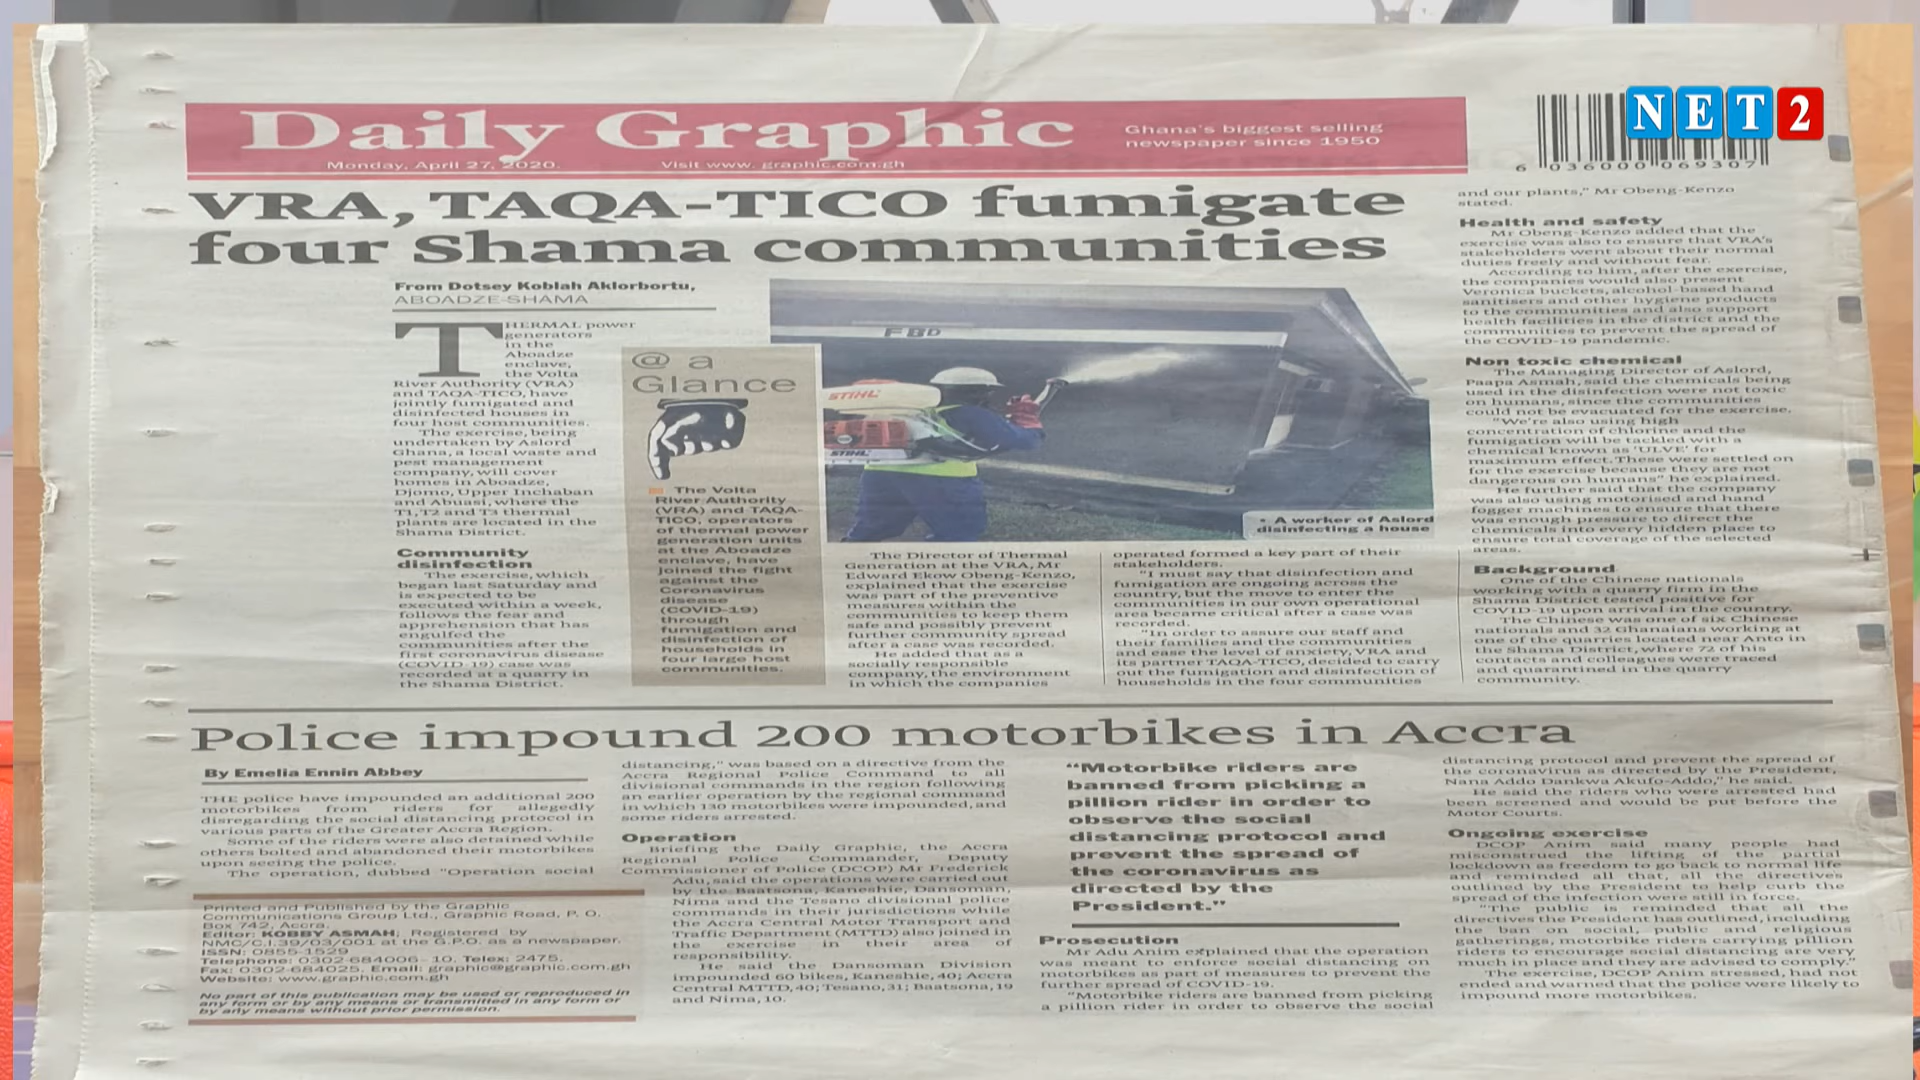 Daily Graphic
Ghana's biggest selling
newspaper since 1950
Monday, April 27, 2020.
Visit www. graphic.com.gh
NET2
6 036000 069307
VRA, TAQA-TICO fumigate
four Shama communities
From Dotsey Koblah Aklorbortu,
ABOADZE-SHAMA
THERMAL power
generators
in the
Aboadze
enclave,
the Volta
River Authority (VRA)
and TAQA-TICO, have
jointly fumigated and
disinfected houses in
four host communities.
The exercise, being
undertaken by Aslord
Ghana, a local waste and
pest management
company, will cover
homes in Aboadze,
Djomo, Upper Inchaban
and Abuasi, where the
T1, T2 and T3 thermal
plants are located in the
Shama District.
Community
disinfection
The exercise, which
began last Saturday and
is expected to be
executed within a week,
follows the fear and
apprehension that has
engulfed the
communities after the
first coronavirus disease
(COVID-19) case was
recorded at a quarry in
the Shama District.
@ a
Glance
The Volta
River Authority
(VRA) and TAQA-
TICO, operators
of thermal power
generation units
at the Aboadze
enclave, have
joined the fight
against the
Coronavirus
disease
(COVID-19)
through
fumigation and
disinfection of
households in
four large host
communities.
FBD
STIHL
STIHL
• A worker of Aslord
disinfecting a house
The Director of Thermal
Generation at the VRA, Mr
Edward Ekow Obeng-Kenzo,
explained that the exercise
was part of the preventive
measures within the
communities to keep them
safe and possibly prevent
further community spread
after a case was recorded.
He added that as a
socially responsible
company, the environment
in which the companies
operated formed a key part of their
stakeholders.
"I must say that disinfection and
fumigation are ongoing across the
country, but the move to enter the
communities in our own operational
area became critical after a case was
recorded.
"In order to assure our staff and
their families and the communities
and ease the level of anxiety, VRA and
its partner TAQA-TICO, decided to carry
out the fumigation and disinfection of
households in the four communities
and our plants," Mr Obeng-Kenzo
stated.
Health and safety
Mr Obeng-Kenzo added that the
exercise was also to ensure that VRA's
stakeholders went about their normal
duties freely and without fear.
According to him, after the exercise,
the companies would also present
Veronica buckets, alcohol-based hand
sanitisers and other hygiene products
to the communities and also support
health facilities in the district and the
communities to prevent the spread of
the COVID-19 pandemic.
Non toxic chemical
The Managing Director of Aslord,
Paapa Asmah, said the chemicals being
used in the disinfection were not toxic
on humans, since the communities
could not be evacuated for the exercise.
"We're also using high
concentration of chlorine and the
fumigation will be tackled with a
chemical known as 'ULVE' for
maximum effect. These were settled on
for the exercise because they are not
dangerous on humans" he explained.
He further said that the company
was also using motorised and hand
fogger machines to ensure that there
was enough pressure to direct the
chemicals into every hidden place to
ensure total coverage of the selected
areas.
Background
One of the Chinese nationals
working with a quarry firm in the
Shama District tested positive for
COVID-19 upon arrival in the country.
The Chinese was one of six Chinese
nationals and 32 Ghanaians working at
one of the quarries located near Anto in
the Shama District, where 72 of his
contacts and colleagues were traced
and quarantined in the quarry
community.
Police impound 200 motorbikes in Accra
By Emelia Ennin Abbey
THE police have impounded an additional 200
motorbikes from riders for allegedly
disregarding the social distancing protocol in
various parts of the Greater Accra Region.
Some of the riders were also detained while
others bolted and abandoned their motorbikes
upon seeing the police.
The operation, dubbed "Operation social
Printed and Published by the Graphic
Communications Group Ltd., Graphic Road, P. O.
Box 742, Accra.
Editor: KOBBY ASMAH; Registered by
NMC/C.I.39/03/001 at the G.P.O. as a newspaper.
ISSN: 0855-1529
Telephone: 0302-684006 - 10. Telex: 2475.
Fax: 0302-684025. Email: graphic@graphic.com.gh
Website: www.graphic.com.gh
No part of this publication may be used or reproduced in
any form or by any means or transmitted in any form or
by any means without prior permission.
distancing," was based on a directive from the
Accra Regional Police Command to all
divisional commands in the region following
an earlier operation by the regional command
in which 130 motorbikes were impounded, and
some riders arrested.
Operation
Briefing the Daily Graphic, the Accra
Regional Police Commander, Deputy
Commissioner of Police (DCOP) Mr Frederick
Adu, said the operations were carried out
by the Baatsona, Kaneshie, Dansoman,
Nima and the Tesano divisional police
commands in their jurisdictions while
the Accra Central Motor Transport and
Traffic Department (MTTD) also joined in
the exercise in their area of
responsibility.
He said the Dansoman Division
impounded 60 bikes, Kaneshie, 40; Accra
Central MTTD, 40; Tesano, 31; Baatsona, 19
and Nima, 10.
"Motorbike riders are
banned from picking a
pillion rider in order to
observe the social
distancing protocol and
prevent the spread of
the coronavirus as
directed by the
President."
Prosecution
Mr Adu Anim explained that the operation
was meant to enforce social distancing on
motorbikes as part of measures to prevent the
further spread of COVID-19.
"Motorbike riders are banned from picking
a pillion rider in order to observe the social
distancing protocol and prevent the spread of
the coronavirus as directed by the President,
Nana Addo Dankwa Akufo-Addo," he said.
He said the riders who were arrested had
been screened and would be put before the
Motor Courts.
Ongoing exercise
DCOP Anim said many people had
misconstrued the lifting of the partial
lockdown as freedom to go back to normal life
and reminded all that, all the directives
outlined by the President to help curb the
spread of the infection were still in force.
"The public is reminded that all the
directives the President has outlined, including
the ban on social, public and religious
gatherings, motorbike riders carrying pillion
riders to encourage social distancing are very
much in place and they are advised to comply."
The exercise, DCOP Anim stressed, had not
ended and warned that the police were likely to
impound more motorbikes.